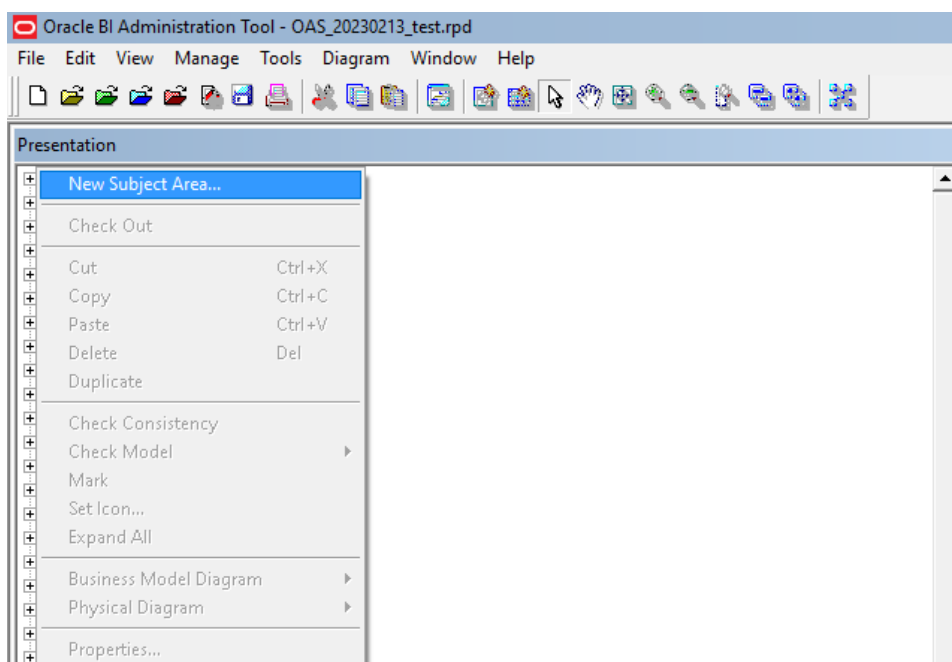 Oracle BI Administration Tool - OAS_20230213_test.rpd
File Edit View Manage Tools Diagram Window Help
Presentation
New Subject Area...
Check Out
Cut Ctrl+X
Copy Ctrl+C
Paste Ctrl+V
Delete Del
Duplicate
Check Consistency
Check Model
Mark
Set Icon...
Expand All
Business Model Diagram
Physical Diagram
Properties...